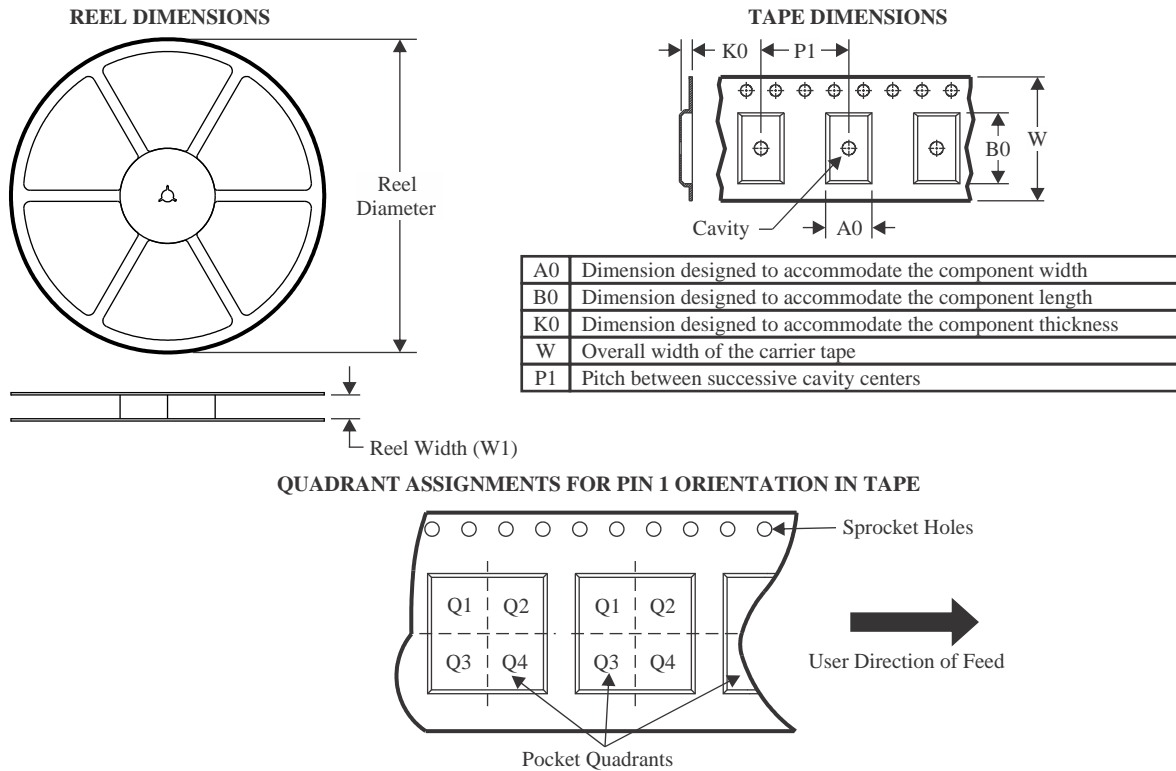 REEL DIMENSIONS
Reel
Diameter
Reel Width (W1)
TAPE DIMENSIONS
K0
P1
B0
W
Cavity
A0
A0 Dimension designed to accommodate the component width
B0 Dimension designed to accommodate the component length
K0 Dimension designed to accommodate the component thickness
W Overall width of the carrier tape
P1 Pitch between successive cavity centers
QUADRANT ASSIGNMENTS FOR PIN 1 ORIENTATION IN TAPE
Sprocket Holes
Q1 Q2 Q1 Q2
Q3 Q4 Q3 Q4
User Direction of Feed
Pocket Quadrants